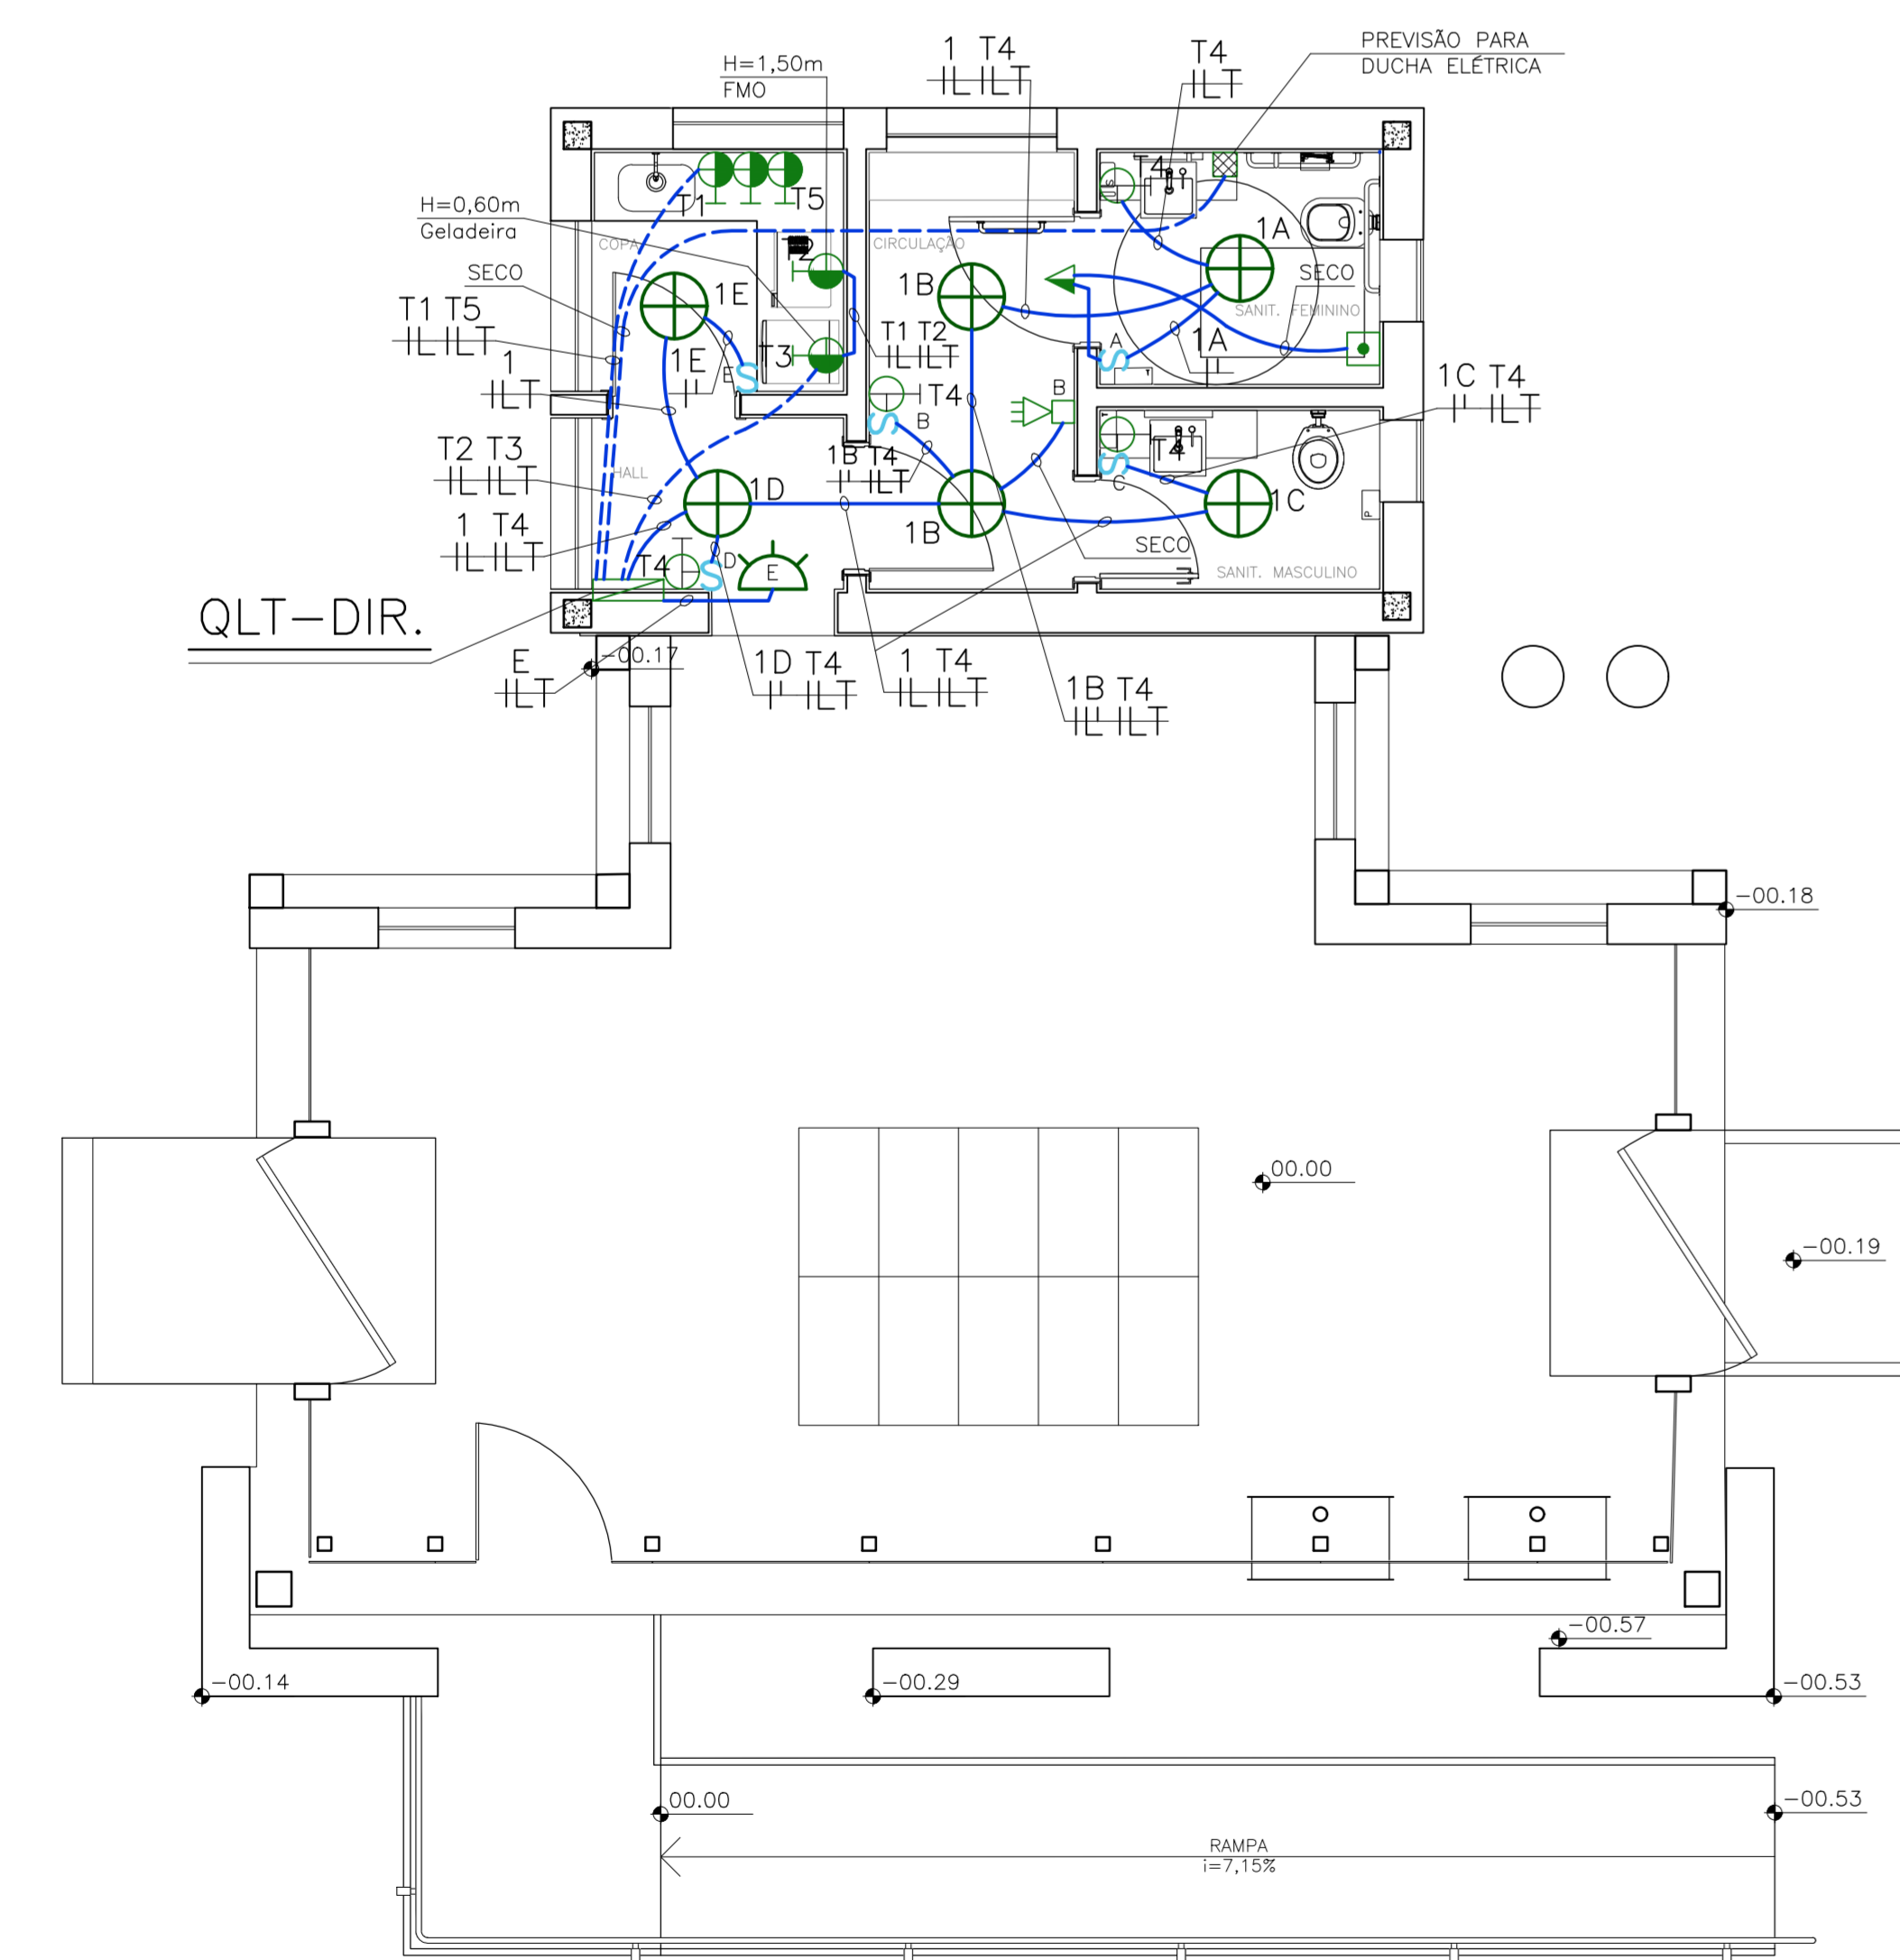 1 T4
T4
PREVISÃO PARA
DUCHA ELÉTRICA
H=1,50m
FMO
T4
US
T1
T5
H=0,60m
Geladeira
COPA
T2
CIRCULAÇÃO
1A
SECO
1E
1B
SECO
SANIT. FEMININO
T1 T5
1
1E
E
T3
T1 T2
A
1A
1C T4
T4
B
B
T4
C
T2 T3
HALL
1B T4
1D
1B
1C
1 T4
SECO
T4
D
E
SANIT. MASCULINO
P
QLT-DIR.
-00.17
E
1D T4
1 T4
1B T4
-00.18
00.00
-00.19
-00.57
-00.14
-00.29
-00.53
00.00
-00.53
RAMPA
i=7,15%